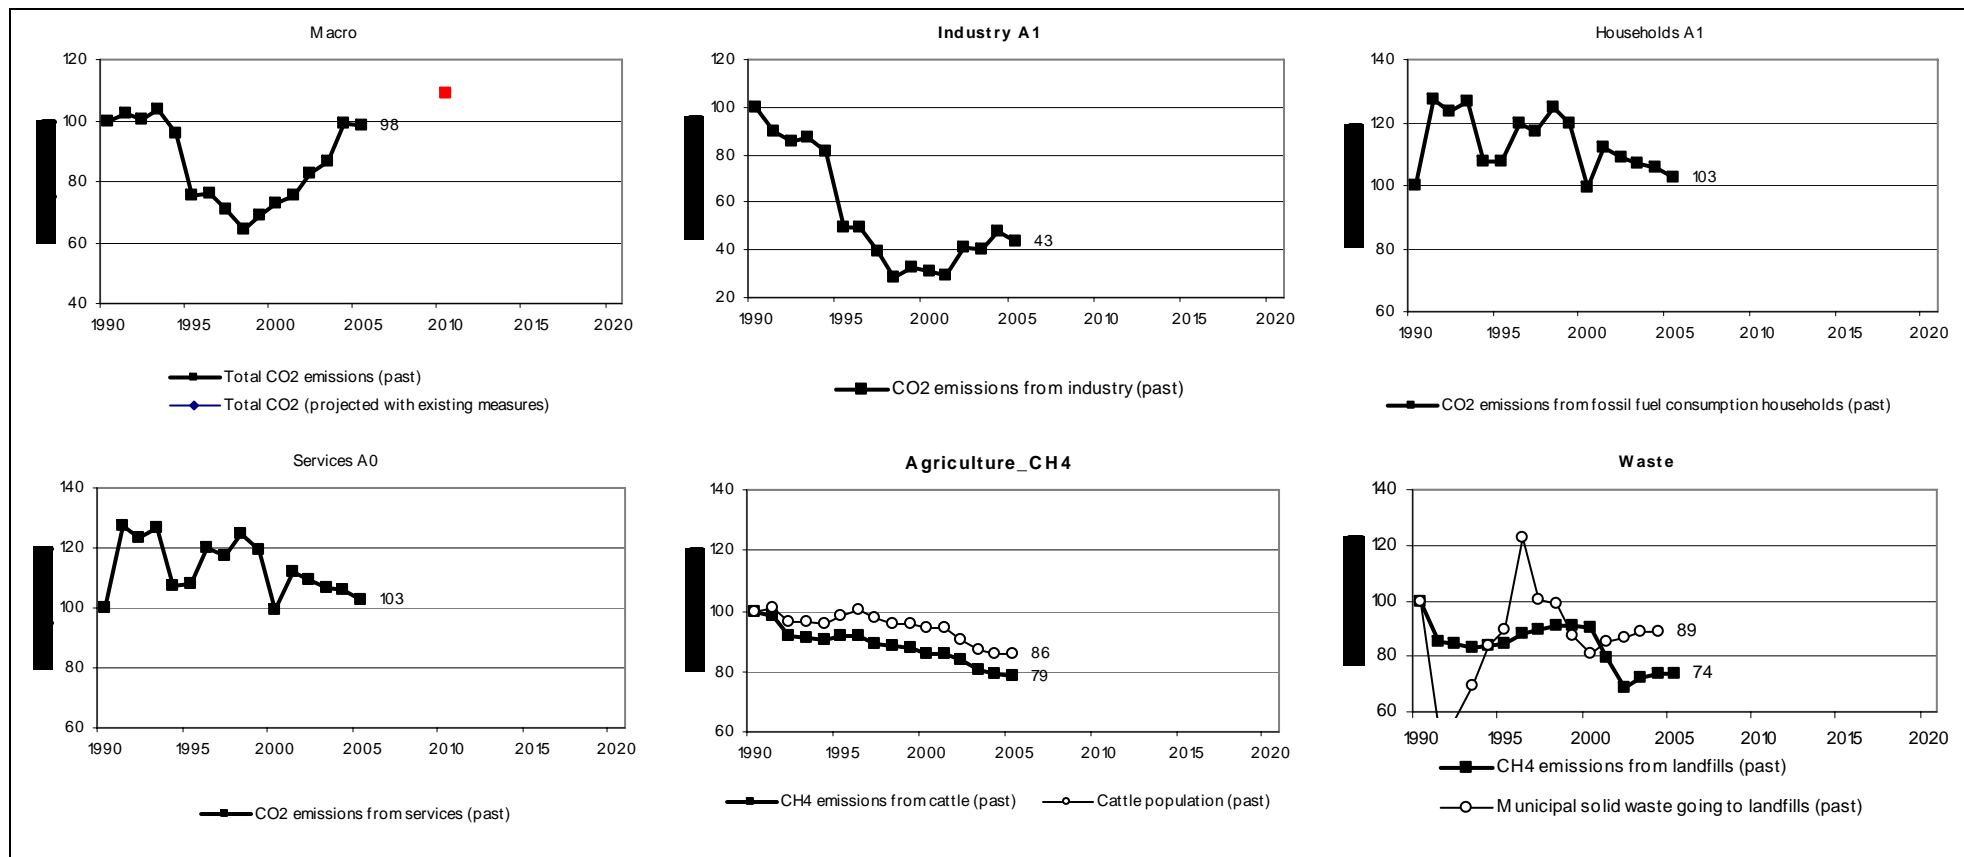 Macro
120
100
80
60
40
98
1990 1995 2000 2005 2010 2015 2020
Total CO2 emissions (past)
Total CO2 (projected with existing measures)
Industry A1
120
100
80
60
40
20
43
1990 1995 2000 2005 2010 2015 2020
CO2 emissions from industry (past)
Households A1
140
120
100
80
60
103
1990 1995 2000 2005 2010 2015 2020
CO2 emissions from fossil fuel consumption households (past)
Services A0
140
120
100
80
60
103
1990 1995 2000 2005 2010 2015 2020
CO2 emissions from services (past)
Agriculture_CH4
140
120
100
80
60
86
79
1990 1995 2000 2005 2010 2015 2020
CH4 emissions from cattle (past) Cattle population (past)
Waste
140
120
100
80
60
89
74
1990 1995 2000 2005 2010 2015 2020
CH4 emissions from landfills (past)
Municipal solid waste going to landfills (past)